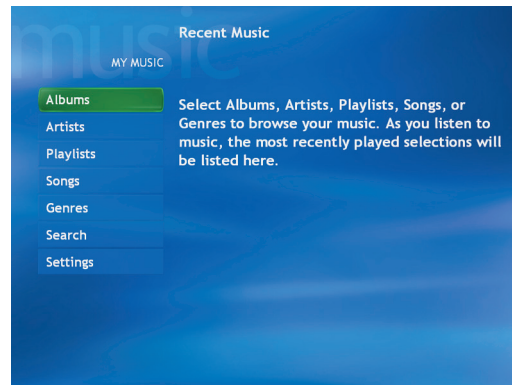 music
Recent Music
MY MUSIC
Albums
Artists
Playlists
Songs
Genres
Search
Settings
Select Albums, Artists, Playlists, Songs, or
Genres to browse your music. As you listen to
music, the most recently played selections will
be listed here.